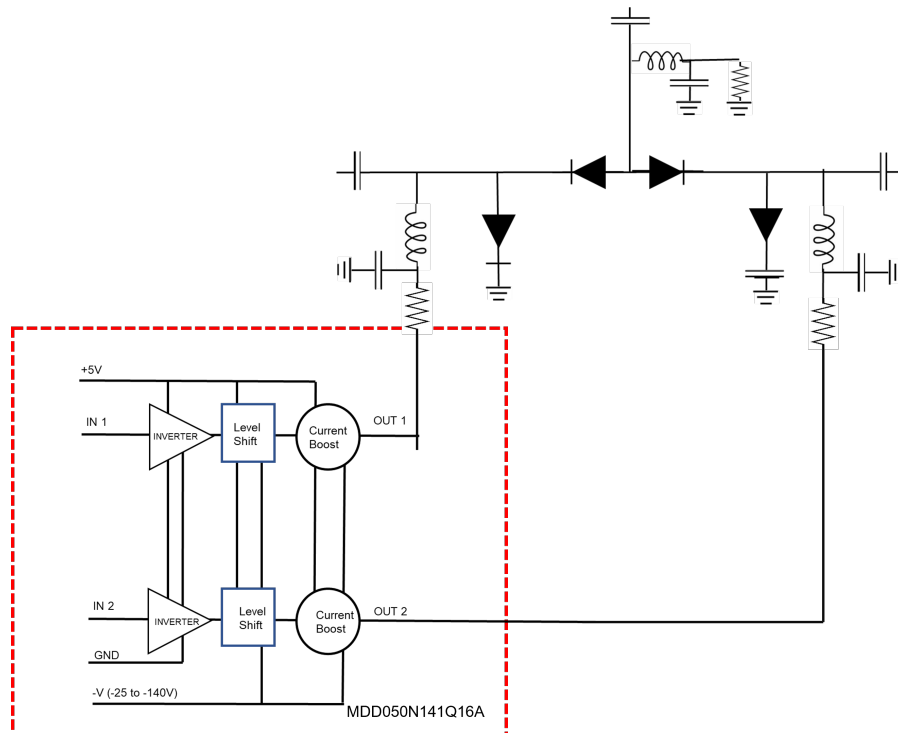 +5V
IN 1
INVERTER
Level
Shift
Current
Boost
OUT 1
IN 2
INVERTER
Level
Shift
Current
Boost
OUT 2
GND
-V (-25 to -140V)
MDD050N141Q16A